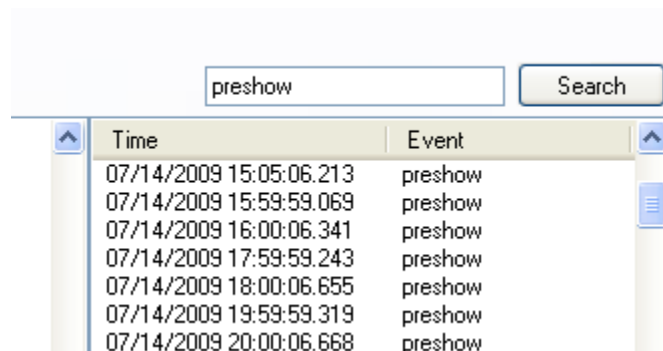 preshow Search
Time Event
07/14/2009 15:05:06.213 preshow
07/14/2009 15:59:59.069 preshow
07/14/2009 16:00:06.341 preshow
07/14/2009 17:59:59.243 preshow
07/14/2009 18:00:06.655 preshow
07/14/2009 19:59:59.319 preshow
07/14/2009 20:00:06.668 preshow